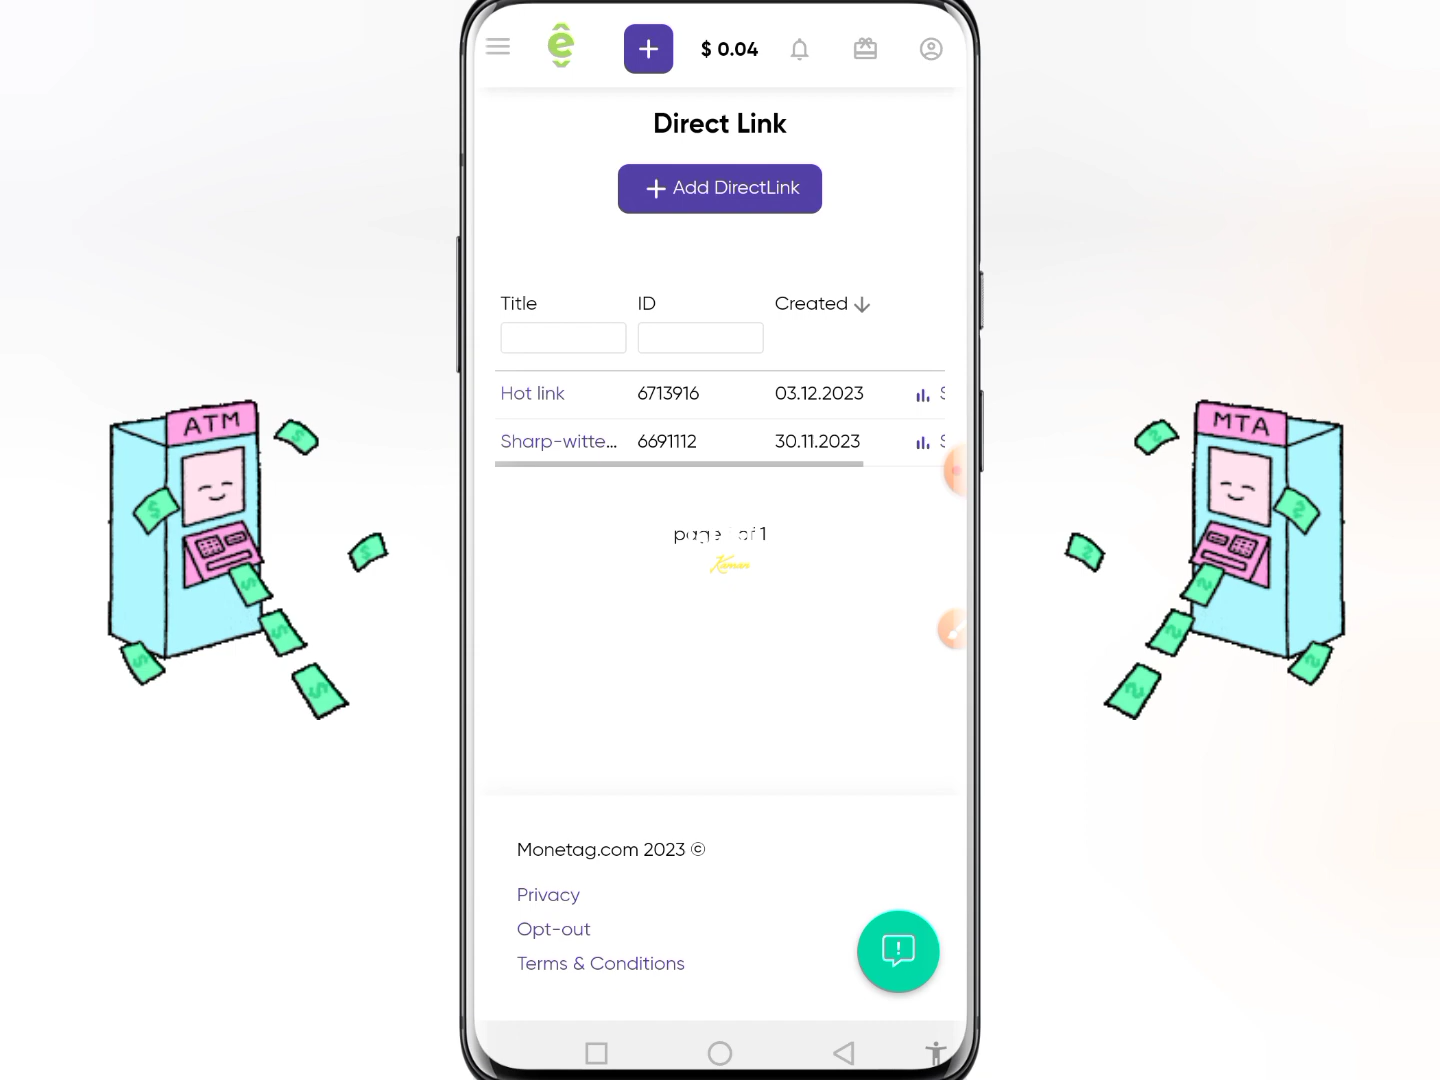 $ 0.04
Direct Link
+ Add DirectLink
Title ID Created
Hot link 6713916 03.12.2023 S
Sharp-witte... 6691112 30.11.2023 S
page of 1
Kaman
Monetag.com 2023 ©
Privacy
Opt-out
Terms & Conditions
ATM
MTA